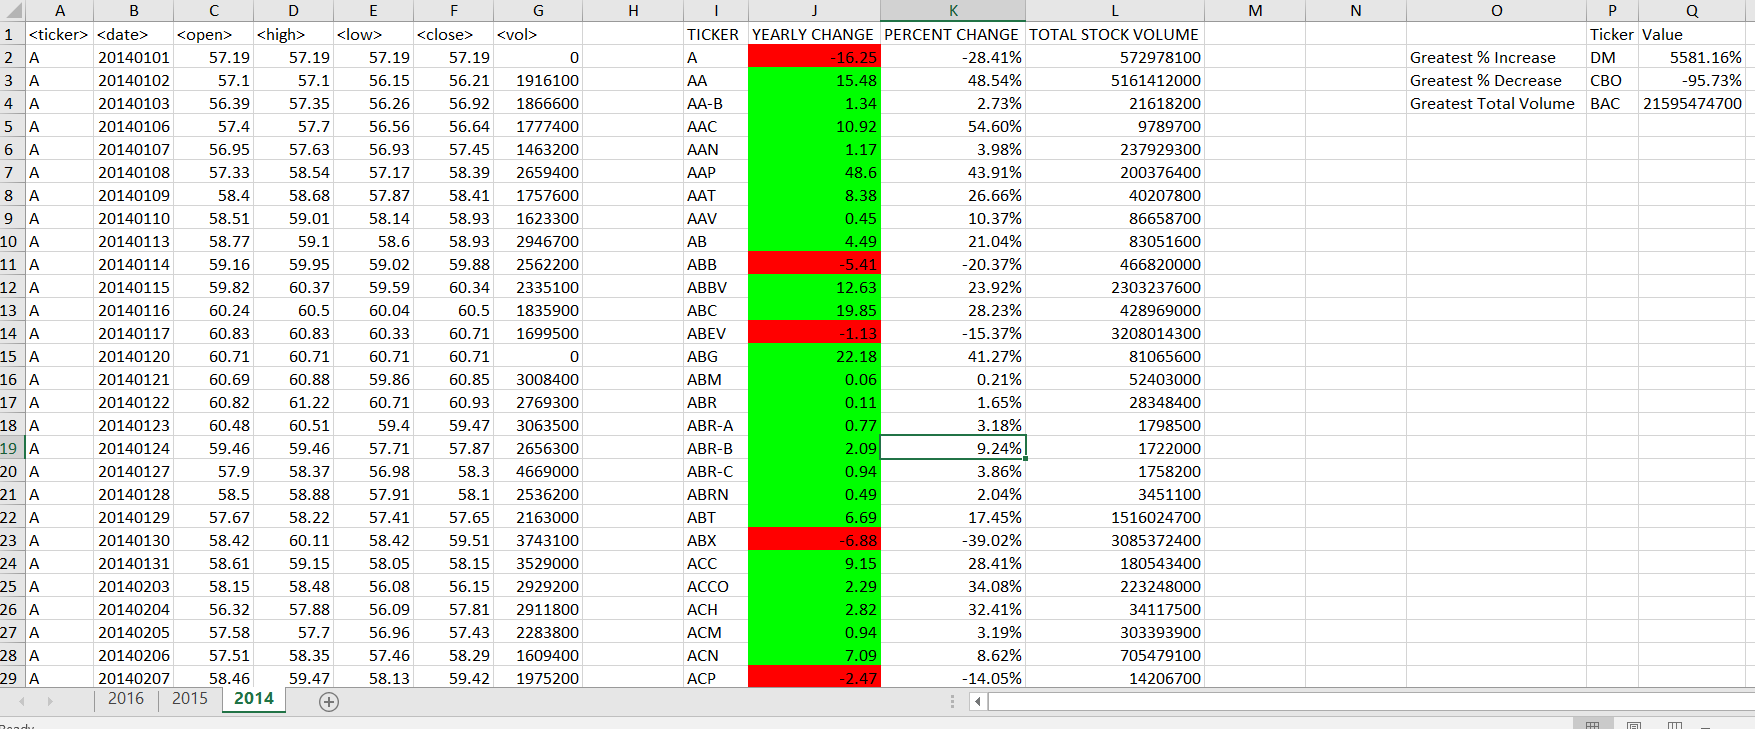 A B C D E F G H I J K L M N O P Q
1 <ticker> <date> <open> <high> <low> <close> <vol> TICKER YEARLY CHANGE PERCENT CHANGE TOTAL STOCK VOLUME Ticker Value
2 A 20140101 57.19 57.19 57.19 57.19 0 A -16.25 -28.41% 572978100 Greatest % Increase DM 5581.16%
3 A 20140102 57.1 57.1 56.15 56.21 1916100 AA 15.48 48.54% 5161412000 Greatest % Decrease CBO -95.73%
4 A 20140103 56.39 57.35 56.26 56.92 1866600 AA-B 1.34 2.73% 21618200 Greatest Total Volume BAC 21595474700
5 A 20140106 57.4 57.7 56.56 56.64 1777400 AAC 10.92 54.60% 9789700
6 A 20140107 56.95 57.63 56.93 57.45 1463200 AAN 1.17 3.98% 237929300
7 A 20140108 57.33 58.54 57.17 58.39 2659400 AAP 48.6 43.91% 200376400
8 A 20140109 58.4 58.68 57.87 58.41 1757600 AAT 8.38 26.66% 40207800
9 A 20140110 58.51 59.01 58.14 58.93 1623300 AAV 0.45 10.37% 86658700
10 A 20140113 58.77 59.1 58.6 58.93 2946700 AB 4.49 21.04% 83051600
11 A 20140114 59.16 59.95 59.02 59.88 2562200 ABB -5.41 -20.37% 466820000
12 A 20140115 59.82 60.37 59.59 60.34 2335100 ABBV 12.63 23.92% 2303237600
13 A 20140116 60.24 60.5 60.04 60.5 1835900 ABC 19.85 28.23% 428969000
14 A 20140117 60.83 60.83 60.33 60.71 1699500 ABEV -1.13 -15.37% 3208014300
15 A 20140120 60.71 60.71 60.71 60.71 0 ABG 22.18 41.27% 81065600
16 A 20140121 60.69 60.88 59.86 60.85 3008400 ABM 0.06 0.21% 52403000
17 A 20140122 60.82 61.22 60.71 60.93 2769300 ABR 0.11 1.65% 28348400
18 A 20140123 60.48 60.51 59.4 59.47 3063500 ABR-A 0.77 3.18% 1798500
19 A 20140124 59.46 59.46 57.71 57.87 2656300 ABR-B 2.09 9.24% 1722000
20 A 20140127 57.9 58.37 56.98 58.3 4669000 ABR-C 0.94 3.86% 1758200
21 A 20140128 58.5 58.88 57.91 58.1 2536200 ABRN 0.49 2.04% 3451100
22 A 20140129 57.67 58.22 57.41 57.65 2163000 ABT 6.69 17.45% 1516024700
23 A 20140130 58.42 60.11 58.42 59.51 3743100 ABX -6.88 -39.02% 3085372400
24 A 20140131 58.61 59.15 58.05 58.15 3529000 ACC 9.15 28.41% 180543400
25 A 20140203 58.15 58.48 56.08 56.15 2929200 ACCO 2.29 34.08% 223248000
26 A 20140204 56.32 57.88 56.09 57.81 2911800 ACH 2.82 32.41% 34117500
27 A 20140205 57.58 57.7 56.96 57.43 2283800 ACM 0.94 3.19% 303393900
28 A 20140206 57.51 58.35 57.46 58.29 1609400 ACN 7.09 8.62% 705479100
29 A 20140207 58.46 59.47 58.13 59.42 1975200 ACP -2.47 -14.05% 14206700
2016 2015 2014